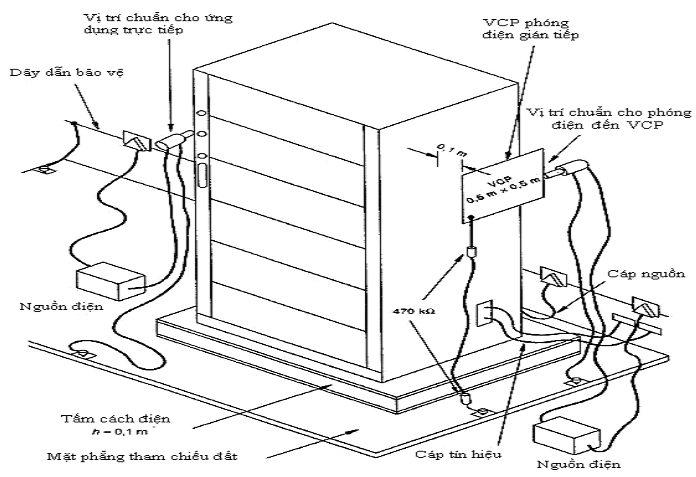 Vị trí chuẩn cho ứng
dụng trực tiếp
VCP phóng
điện gián tiếp
Dây dẫn bảo vệ
Vị trí chuẩn cho phóng
điện đến VCP
0,1 m
VCP
0,5 m × 0,5 m
Cáp nguồn
Nguồn điện
470 kΩ
Tấm cách điện
h = 0,1 m
Mặt phẳng tham chiếu đất
Cáp tín hiệu
Nguồn điện